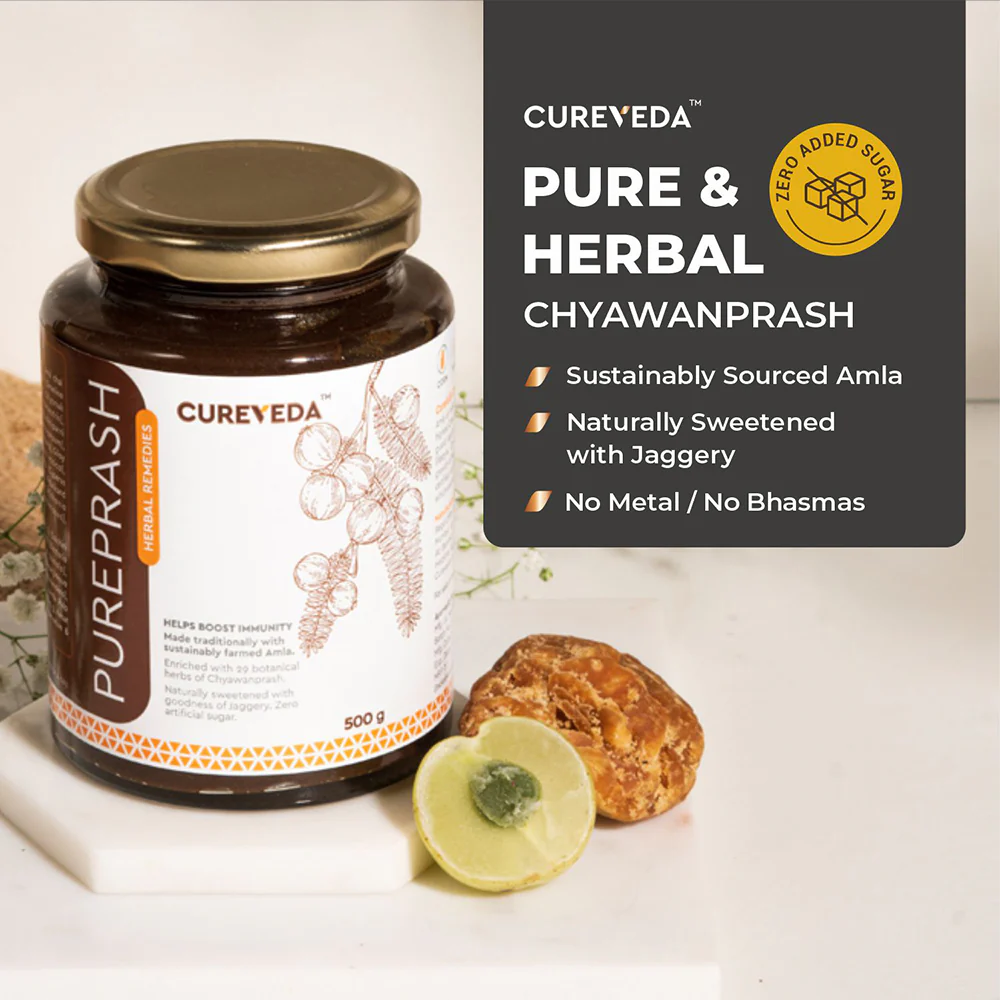 CUREVEDA™
ZERO ADDED SUGAR
PURE &
HERBAL
CHYAWANPRASH
Sustainably Sourced Amla
Naturally Sweetened
with Jaggery
No Metal / No Bhasmas
PUREPRASH
HERBAL REMEDIES
CUREVEDA™
HELPS BOOST IMMUNITY
Made traditionally with
sustainably farmed Amla.
Enriched with 29 botanical
herbs of Chyawanprash.
Naturally sweetened with
goodness of Jaggery. Zero
artificial sugar.
500 g